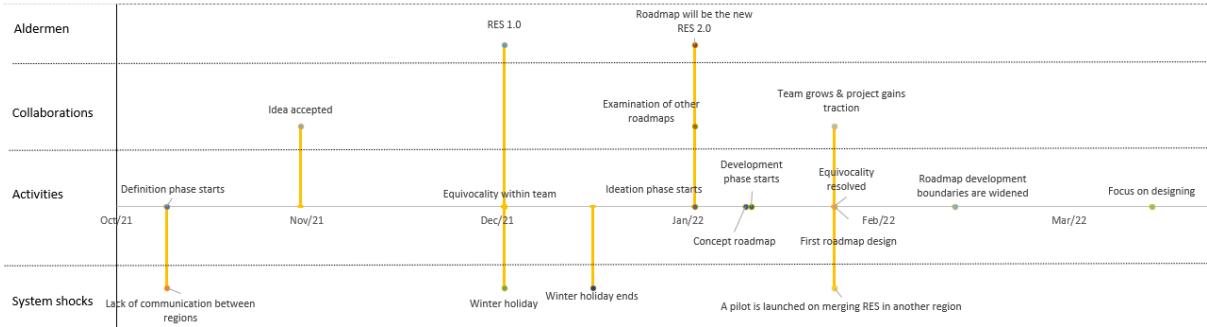 Aldermen
RES 1.0
Roadmap will be the new
RES 2.0
Collaborations
Idea accepted
Examination of other
roadmaps
Team grows & project gains
traction
Activities
Definition phase starts
Equivocality within team
Ideation phase starts
Development
phase starts
Equivocality
resolved
Roadmap development
boundaries are widened
Focus on designing
Oct/21
Nov/21
Dec/21
Jan/22
Feb/22
Mar/22
Concept roadmap
First roadmap design
System shocks
Lack of communication between
regions
Winter holiday
Winter holiday ends
A pilot is launched on merging RES in another region